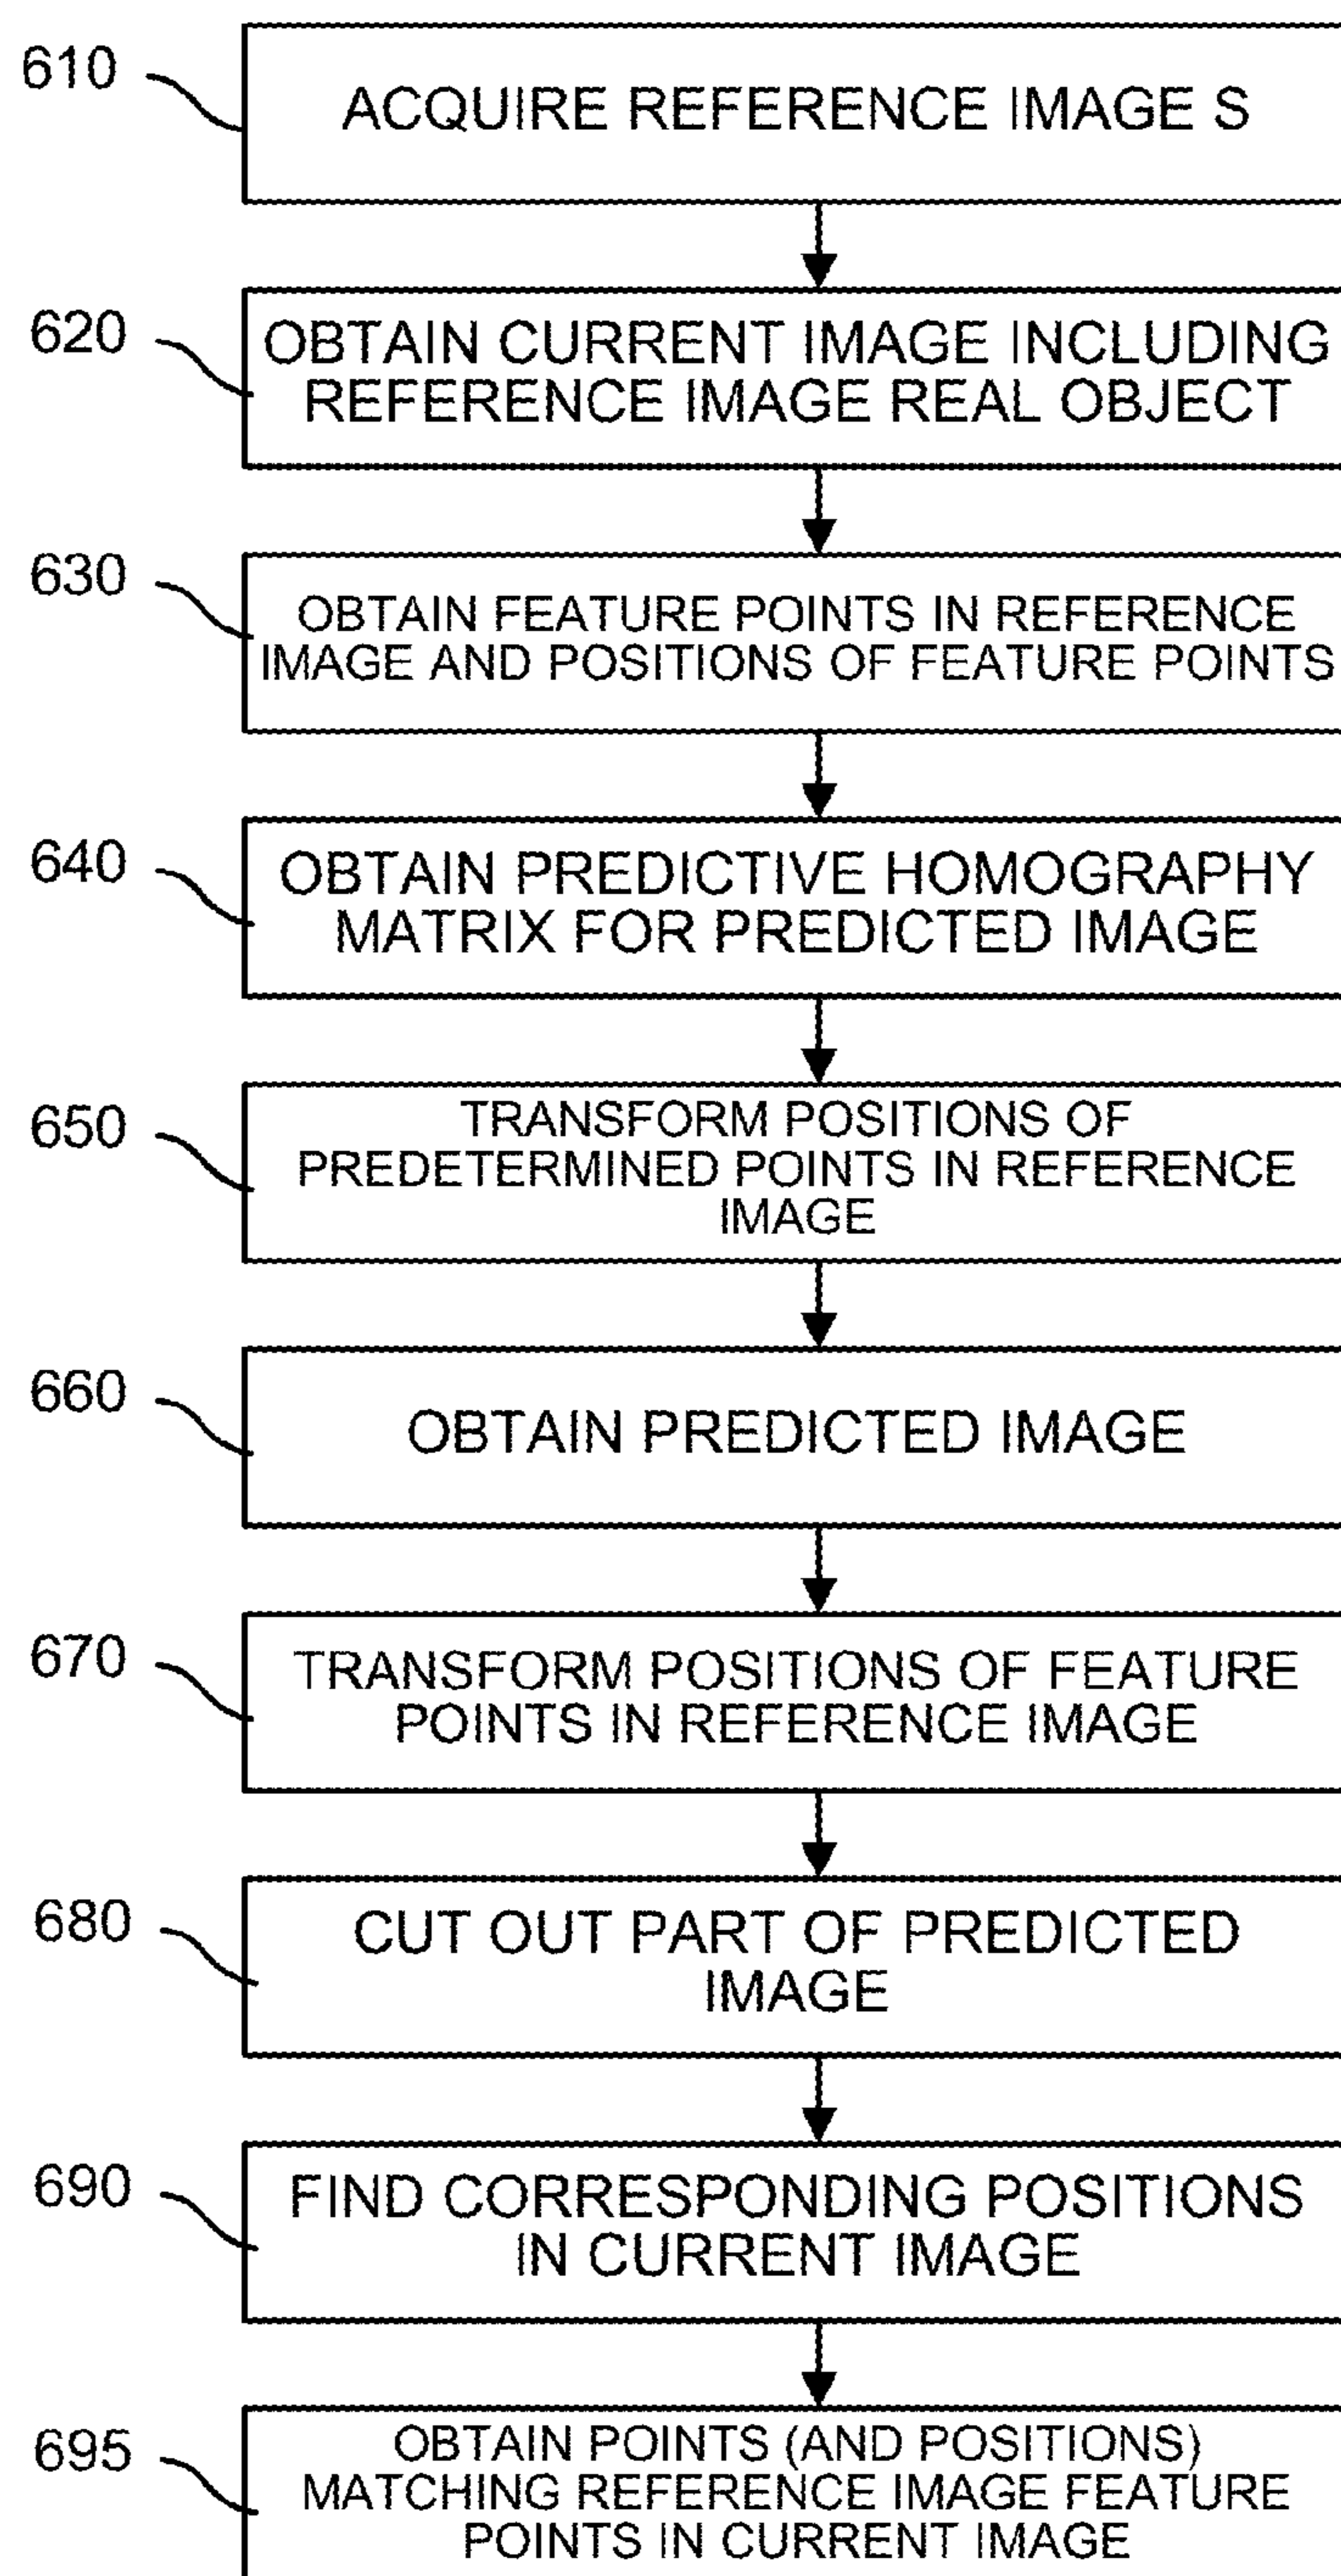 610
ACQUIRE REFERENCE IMAGE S
620
OBTAIN CURRENT IMAGE INCLUDING
REFERENCE IMAGE REAL OBJECT
630
OBTAIN FEATURE POINTS IN REFERENCE
IMAGE AND POSITIONS OF FEATURE POINTS
640
OBTAIN PREDICTIVE HOMOGRAPHY
MATRIX FOR PREDICTED IMAGE
650
TRANSFORM POSITIONS OF
PREDETERMINED POINTS IN REFERENCE
IMAGE
660
OBTAIN PREDICTED IMAGE
670
TRANSFORM POSITIONS OF FEATURE
POINTS IN REFERENCE IMAGE
680
CUT OUT PART OF PREDICTED
IMAGE
690
FIND CORRESPONDING POSITIONS
IN CURRENT IMAGE
695
OBTAIN POINTS (AND POSITIONS)
MATCHING REFERENCE IMAGE FEATURE
POINTS IN CURRENT IMAGE